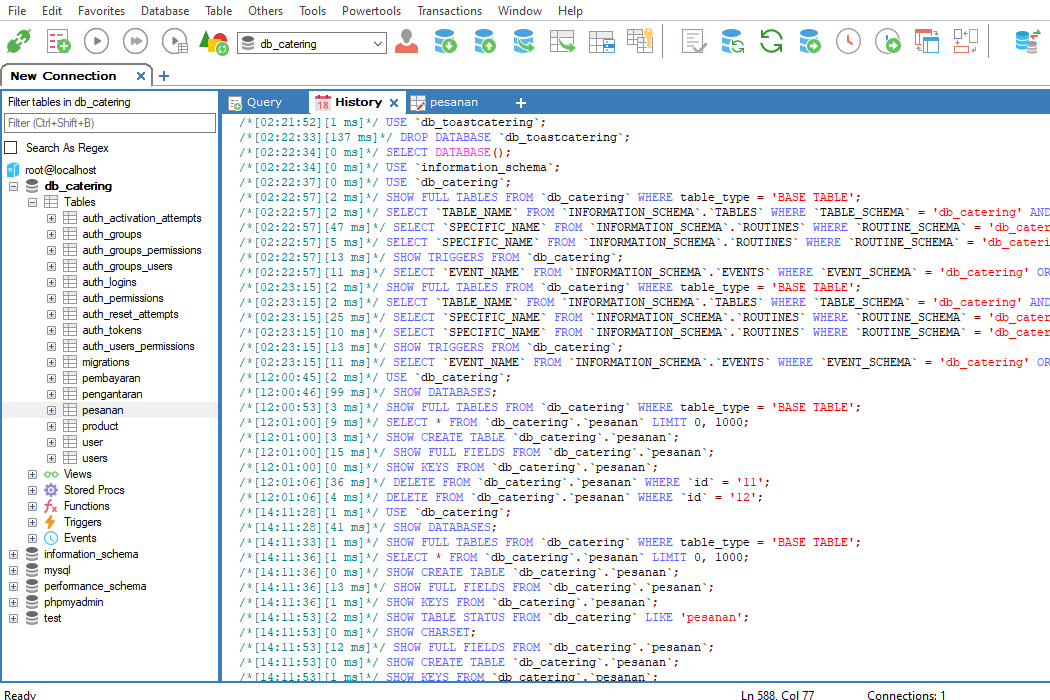 File Edit Favorites Database Table Others Tools Powertools Transactions Window Help
db_catering
New Connection
Filter tables in db_catering
Filter (Ctrl+Shift+B)
Search As Regex
root@localhost
db_catering
Tables
auth_activation_attempts
auth_groups
auth_groups_permissions
auth_groups_users
auth_logins
auth_permissions
auth_reset_attempts
auth_tokens
auth_users_permissions
migrations
pembayaran
pengantaran
pesanan
product
user
users
Views
Stored Procs
Functions
Triggers
Events
information_schema
mysql
performance_schema
phpmyadmin
test
Query 18 History pesanan
/*[02:21:52][1 ms]*/ USE `db_toastcatering`;
/*[02:22:33][137 ms]*/ DROP DATABASE `db_toastcatering`;
/*[02:22:34][0 ms]*/ SELECT DATABASE();
/*[02:22:34][0 ms]*/ USE `information_schema`;
/*[02:22:37][0 ms]*/ USE `db_catering`;
/*[02:22:57][2 ms]*/ SHOW FULL TABLES FROM `db_catering` WHERE table_type = 'BASE TABLE';
/*[02:22:57][2 ms]*/ SELECT `TABLE_NAME` FROM `INFORMATION_SCHEMA`.`TABLES` WHERE `TABLE_SCHEMA` = 'db_catering' AND
/*[02:22:57][47 ms]*/ SELECT `SPECIFIC_NAME` FROM `INFORMATION_SCHEMA`.`ROUTINES` WHERE `ROUTINE_SCHEMA` = 'db_cater
/*[02:22:57][5 ms]*/ SELECT `SPECIFIC_NAME` FROM `INFORMATION_SCHEMA`.`ROUTINES` WHERE `ROUTINE_SCHEMA` = 'db_cateri
/*[02:22:57][13 ms]*/ SHOW TRIGGERS FROM `db_catering`;
/*[02:22:57][11 ms]*/ SELECT `EVENT_NAME` FROM `INFORMATION_SCHEMA`.`EVENTS` WHERE `EVENT_SCHEMA` = 'db_catering' OR
/*[02:23:15][2 ms]*/ SHOW FULL TABLES FROM `db_catering` WHERE table_type = 'BASE TABLE';
/*[02:23:15][2 ms]*/ SELECT `TABLE_NAME` FROM `INFORMATION_SCHEMA`.`TABLES` WHERE `TABLE_SCHEMA` = 'db_catering' AND
/*[02:23:15][25 ms]*/ SELECT `SPECIFIC_NAME` FROM `INFORMATION_SCHEMA`.`ROUTINES` WHERE `ROUTINE_SCHEMA` = 'db_cater
/*[02:23:15][10 ms]*/ SELECT `SPECIFIC_NAME` FROM `INFORMATION_SCHEMA`.`ROUTINES` WHERE `ROUTINE_SCHEMA` = 'db_cater
/*[02:23:15][13 ms]*/ SHOW TRIGGERS FROM `db_catering`;
/*[02:23:15][11 ms]*/ SELECT `EVENT_NAME` FROM `INFORMATION_SCHEMA`.`EVENTS` WHERE `EVENT_SCHEMA` = 'db_catering' OR
/*[12:00:45][2 ms]*/ USE `db_catering`;
/*[12:00:46][99 ms]*/ SHOW DATABASES;
/*[12:00:53][3 ms]*/ SHOW FULL TABLES FROM `db_catering` WHERE table_type = 'BASE TABLE';
/*[12:01:00][9 ms]*/ SELECT * FROM `db_catering`.`pesanan` LIMIT 0, 1000;
/*[12:01:00][3 ms]*/ SHOW CREATE TABLE `db_catering`.`pesanan`;
/*[12:01:00][15 ms]*/ SHOW FULL FIELDS FROM `db_catering`.`pesanan`;
/*[12:01:00][0 ms]*/ SHOW KEYS FROM `db_catering`.`pesanan`;
/*[12:01:06][36 ms]*/ DELETE FROM `db_catering`.`pesanan` WHERE `id` = '11';
/*[12:01:06][4 ms]*/ DELETE FROM `db_catering`.`pesanan` WHERE `id` = '12';
/*[14:11:28][1 ms]*/ USE `db_catering`;
/*[14:11:28][41 ms]*/ SHOW DATABASES;
/*[14:11:33][1 ms]*/ SHOW FULL TABLES FROM `db_catering` WHERE table_type = 'BASE TABLE';
/*[14:11:36][1 ms]*/ SELECT * FROM `db_catering`.`pesanan` LIMIT 0, 1000;
/*[14:11:36][0 ms]*/ SHOW CREATE TABLE `db_catering`.`pesanan`;
/*[14:11:36][13 ms]*/ SHOW FULL FIELDS FROM `db_catering`.`pesanan`;
/*[14:11:36][1 ms]*/ SHOW KEYS FROM `db_catering`.`pesanan`;
/*[14:11:53][2 ms]*/ SHOW TABLE STATUS FROM `db_catering` LIKE 'pesanan';
/*[14:11:53][0 ms]*/ SHOW CHARSET;
/*[14:11:53][12 ms]*/ SHOW FULL FIELDS FROM `db_catering`.`pesanan`;
/*[14:11:53][0 ms]*/ SHOW CREATE TABLE `db_catering`.`pesanan`;
/*[14:11:53][1 ms]*/ SHOW KEYS FROM `db_catering`.`pesanan`;
Ready Ln 588, Col 77 Connections: 1